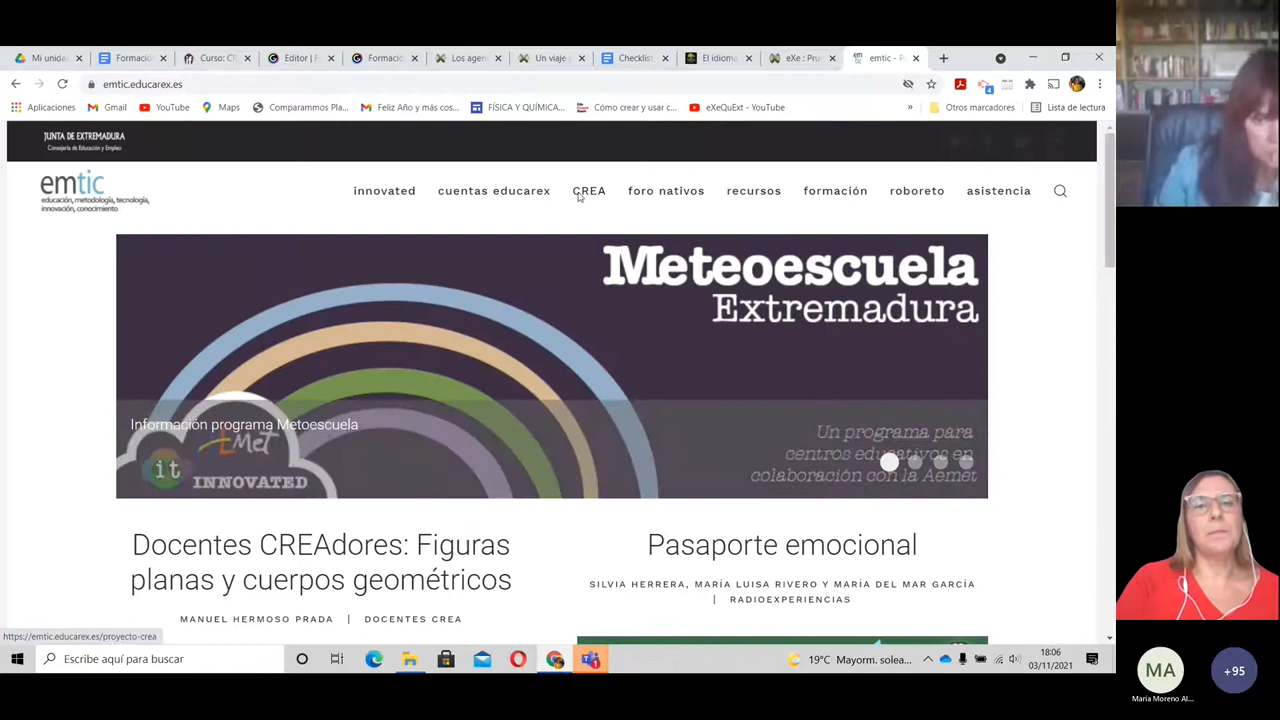 Mi unida
Formació
Curso: CR
Editor | F
Formació
Los agen
Un viaje
Checklist
El idiom
eXe : Pru
emtic - P
emtic.educarex.es
Aplicaciones
Gmail
YouTube
Maps
Comparammos Pla...
Feliz Año y más cos...
FÍSICA Y QUÍMICA...
Cómo crear y usar c...
eXeQuExt - YouTube
»
Otros marcadores
Lista de lectura
JUNTA DE EXTREMADURA
Consejería de Educación y Empleo
emtic
educación, metodología, tecnología,
innovación, conocimiento
innovated
cuentas educarex
CREA
foro nativos
recursos
formación
roboreto
asistencia
Meteoescuela
Extremadura
Información programa Metoescuela
EMet
it
INNOVATED
Un programa para
centros educativos en
colaboración con la Aemet
Docentes CREAdores: Figuras
planas y cuerpos geométricos
MANUEL HERMOSO PRADA | DOCENTES CREA
Pasaporte emocional
SILVIA HERRERA, MARÍA LUISA RIVERO Y MARÍA DEL MAR GARCÍA
| RADIOEXPERIENCIAS
https://emtic.educarex.es/proyecto-crea
Escribe aquí para buscar
19°C Mayorm. solea...
18:06
03/11/2021
MA
María Moreno Al...
+95